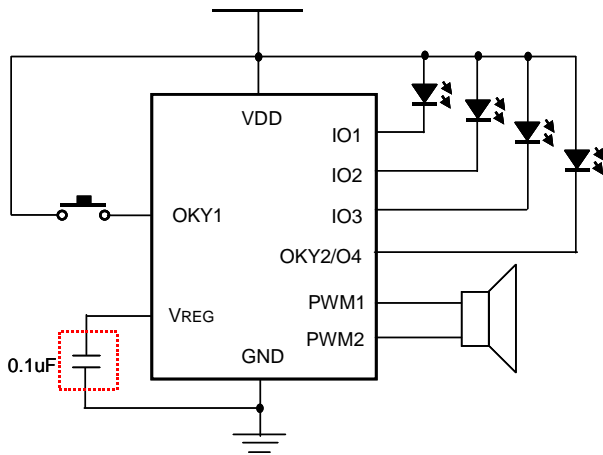 VDD
IO1
IO2
IO3
OKY1
OKY2/O4
VREG
PWM1
PWM2
GND
0.1uF